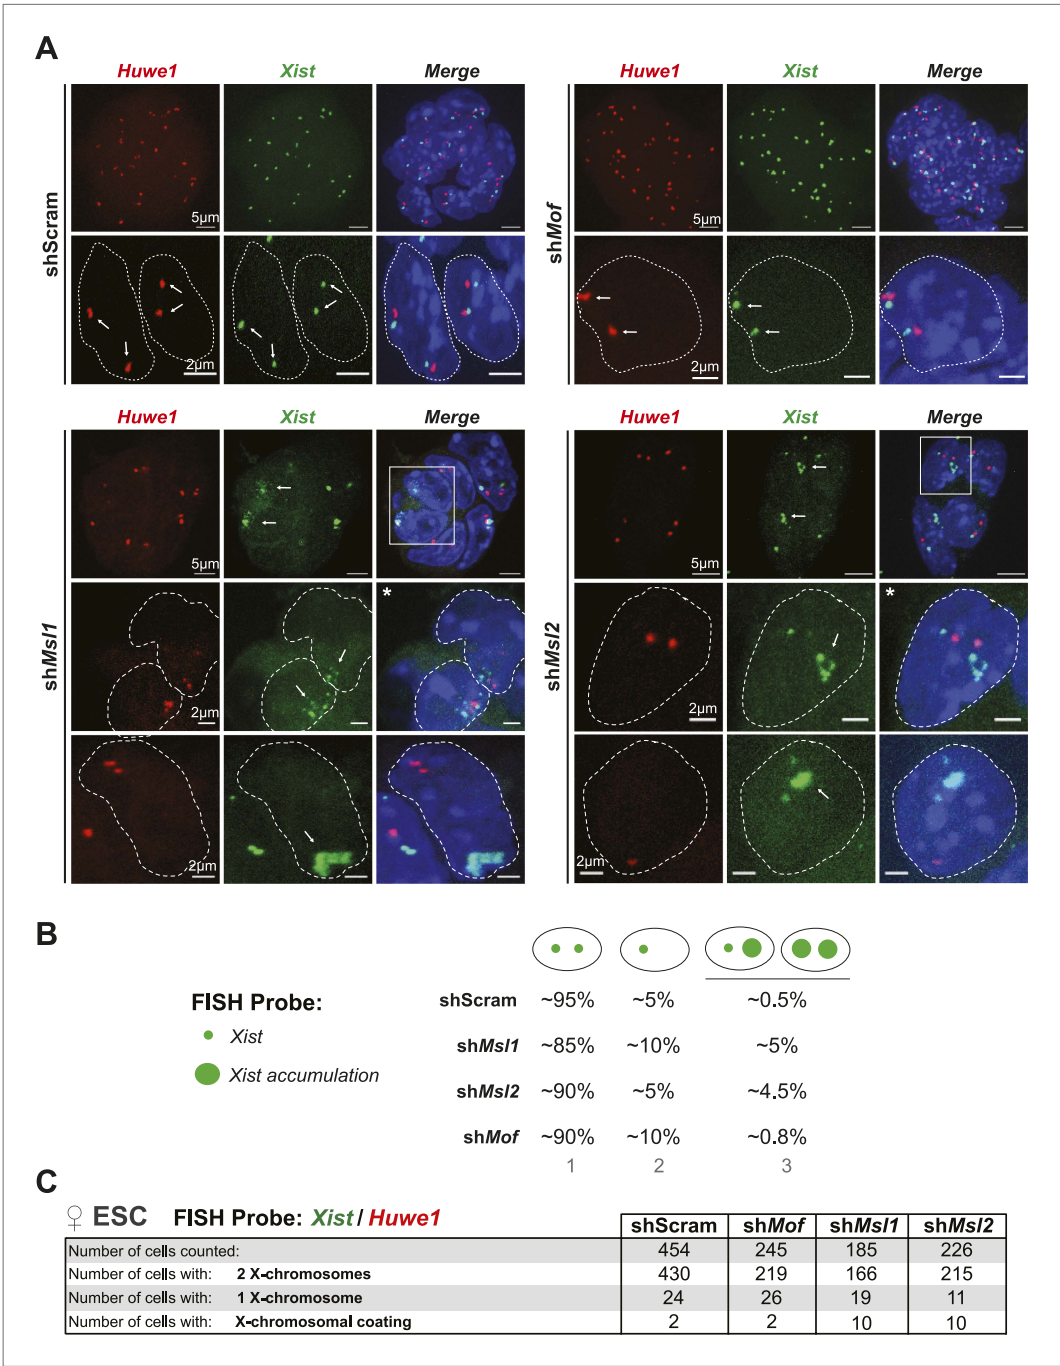 A
Huwe1 Xist Merge
shScram
5µm
2µm
Huwe1 Xist Merge
shMof
5µm
2µm
Huwe1 Xist Merge
shMsl1
5µm
*
2µm
2µm
Huwe1 Xist Merge
shMsl2
5µm
*
2µm
2µm
B
FISH Probe:
Xist
Xist accumulation
shScram ~95% ~5% ~0.5%
shMsl1 ~85% ~10% ~5%
shMsl2 ~90% ~5% ~4.5%
shMof ~90% ~10% ~0.8%
1 2 3
C
♀ ESC FISH Probe: Xist / Huwe1
shScram shMof shMsl1 shMsl2
Number of cells counted: 454 245 185 226
Number of cells with: 2 X-chromosomes 430 219 166 215
Number of cells with: 1 X-chromosome 24 26 19 11
Number of cells with: X-chromosomal coating 2 2 10 10